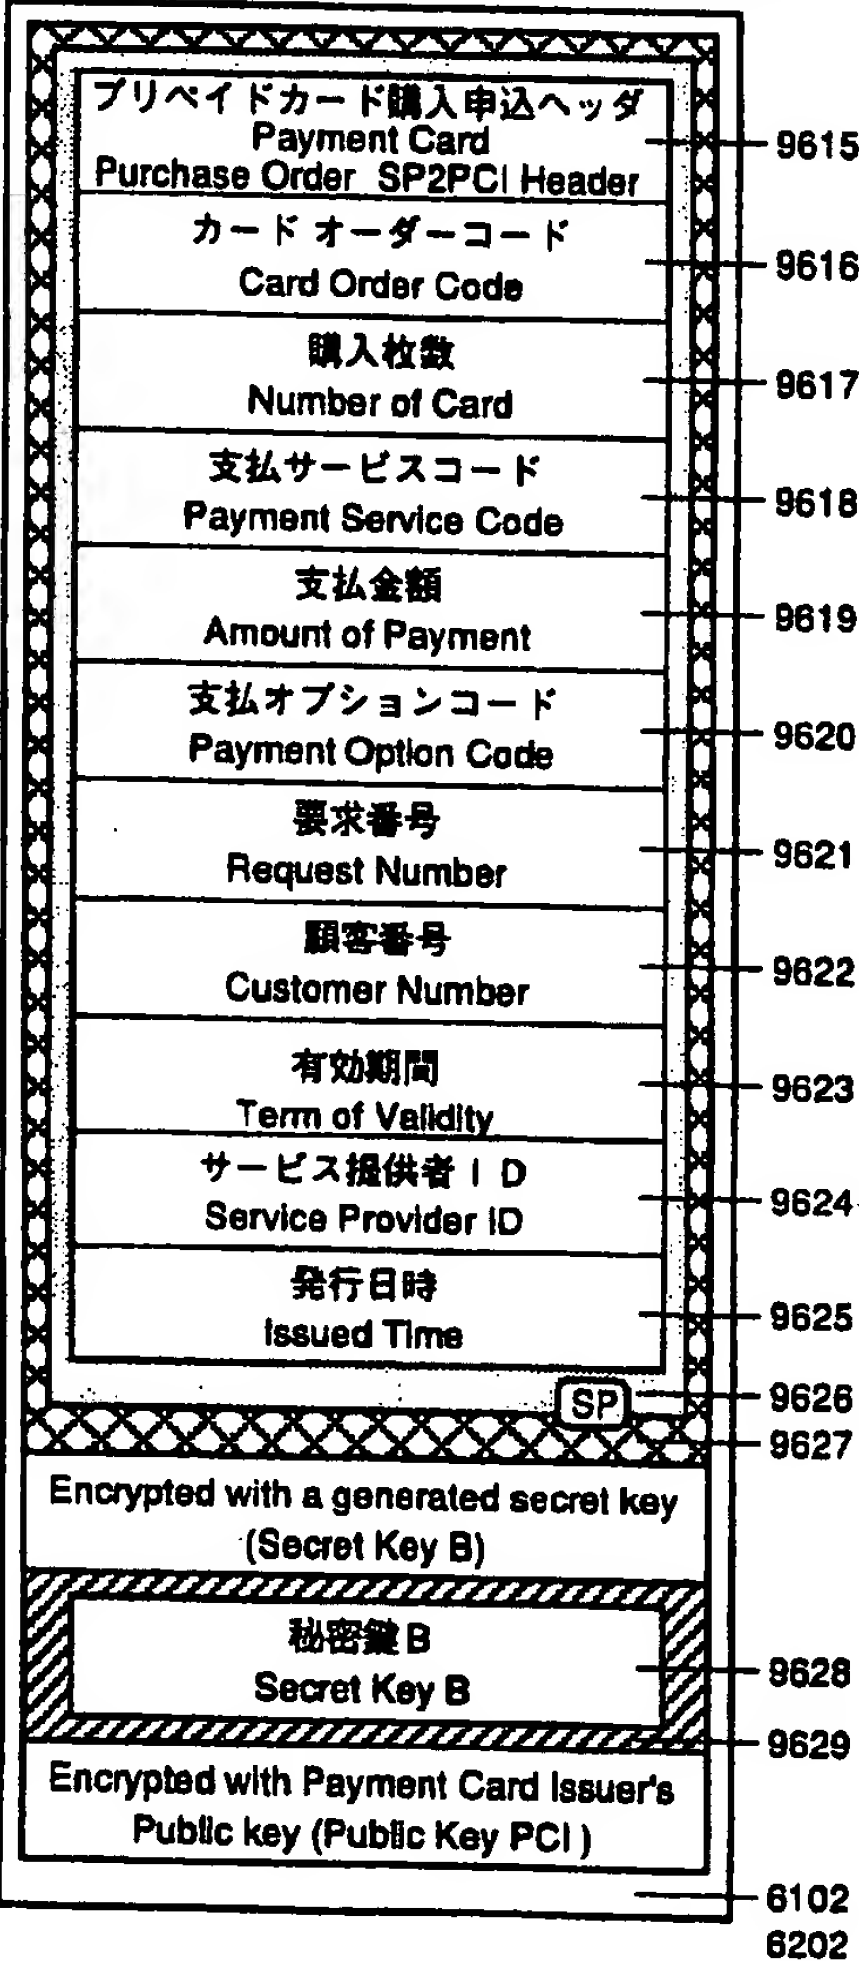 プリペイドカード購入申込ヘッダ
Payment Card
Purchase Order SP2PCI Header
9615
カード オーダーコード
Card Order Code
9616
購入枚数
Number of Card
9617
支払サービスコード
Payment Service Code
9618
支払金額
Amount of Payment
9619
支払オプションコード
Payment Option Code
9620
要求番号
Request Number
9621
顧客番号
Customer Number
9622
有効期間
Term of Validity
9623
サービス提供者ID
Service Provider ID
9624
発行日時
Issued Time
9625
SP
9626
9627
Encrypted with a generated secret key
(Secret Key B)
秘密鍵B
Secret Key B
9628
9629
Encrypted with Payment Card Issuer's
Public key (Public Key PCI )
6102
6202